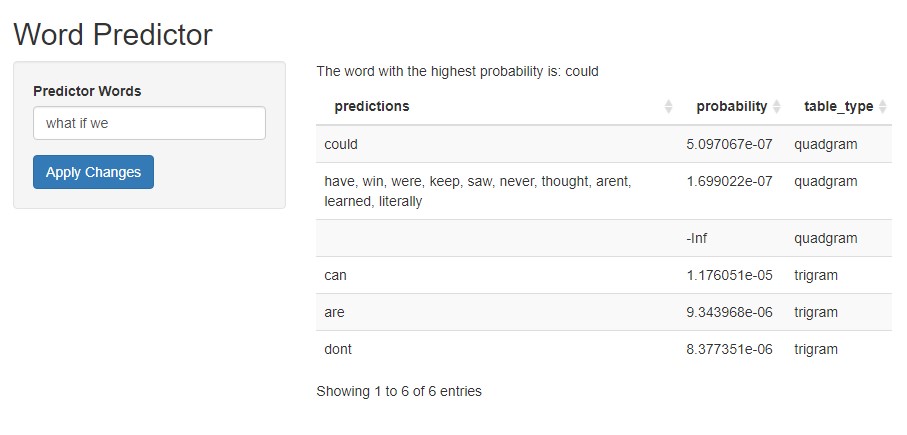 Word Predictor
Predictor Words
what if we
Apply Changes
The word with the highest probability is: could
predictions probability table_type
could 5.097067e-07 quadgram
have, win, were, keep, saw, never, thought, arent, 1.699022e-07 quadgram
learned, literally
-Inf quadgram
can 1.176051e-05 trigram
are 9.343968e-06 trigram
dont 8.377351e-06 trigram
Showing 1 to 6 of 6 entries